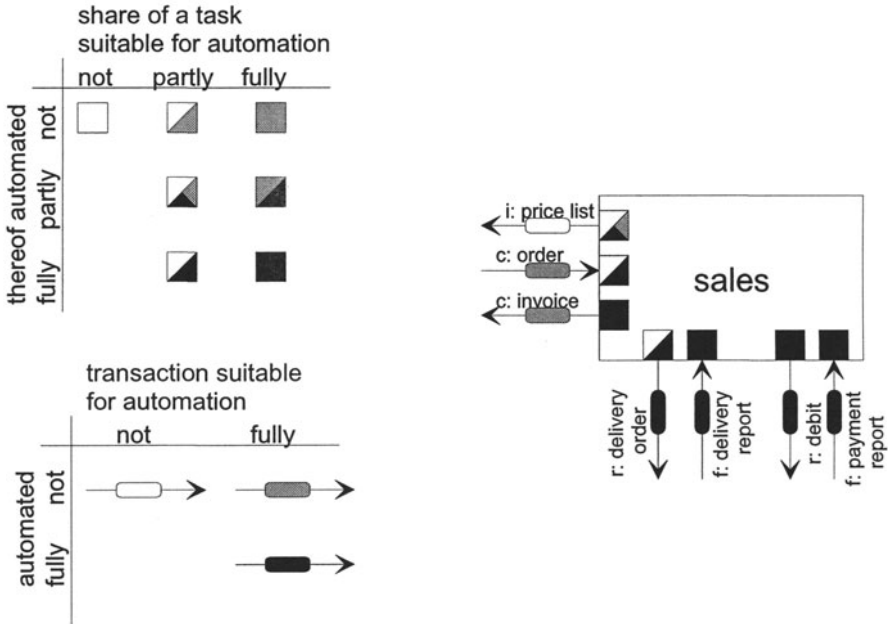 share of a task
suitable for automation
not partly fully
thereof automated
not
partly
fully
transaction suitable
for automation
not fully
automated
not
fully
i: price list
c: order
c: invoice
sales
r: delivery
order
f: delivery
report
r: debit
f: payment
report